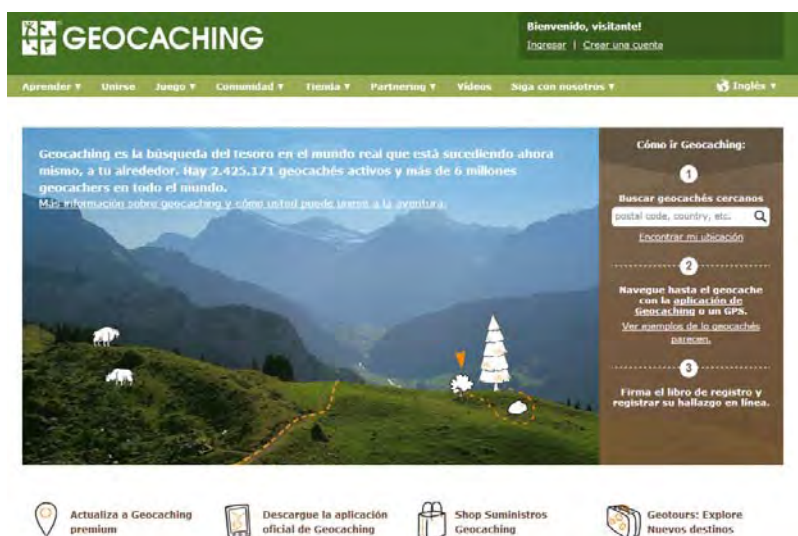 GEOCACHING
Bienvenido, visitante!
Ingresar | Crear una cuenta
Aprender ▼ Unirse Juego ▼ Comunidad ▼ Tienda ▼ Partnering ▼ Vídeos Siga con nosotros ▼ Inglés ▼
Geocaching es la búsqueda del tesoro en el mundo real que está sucediendo ahora
mismo, a tu alrededor. Hay 2.425.171 geocachés activos y más de 6 millones
geocachers en todo el mundo.
Más información sobre geocaching y cómo usted puede unirse a la aventura.
Cómo ir Geocaching:
1
Buscar geocachés cercanos
postal code, country, etc.
Encontrar mi ubicación
2
Navegue hasta el geocache
con la aplicación de
Geocaching o un GPS.
Ver ejemplos de lo geocachés
parecen.
3
Firma el libro de registro y
registrar su hallazgo en línea.
Actualiza a Geocaching
premium
Descargue la aplicación
oficial de Geocaching
Shop Suministros
Geocaching
Geotours: Explore
Nuevos destinos